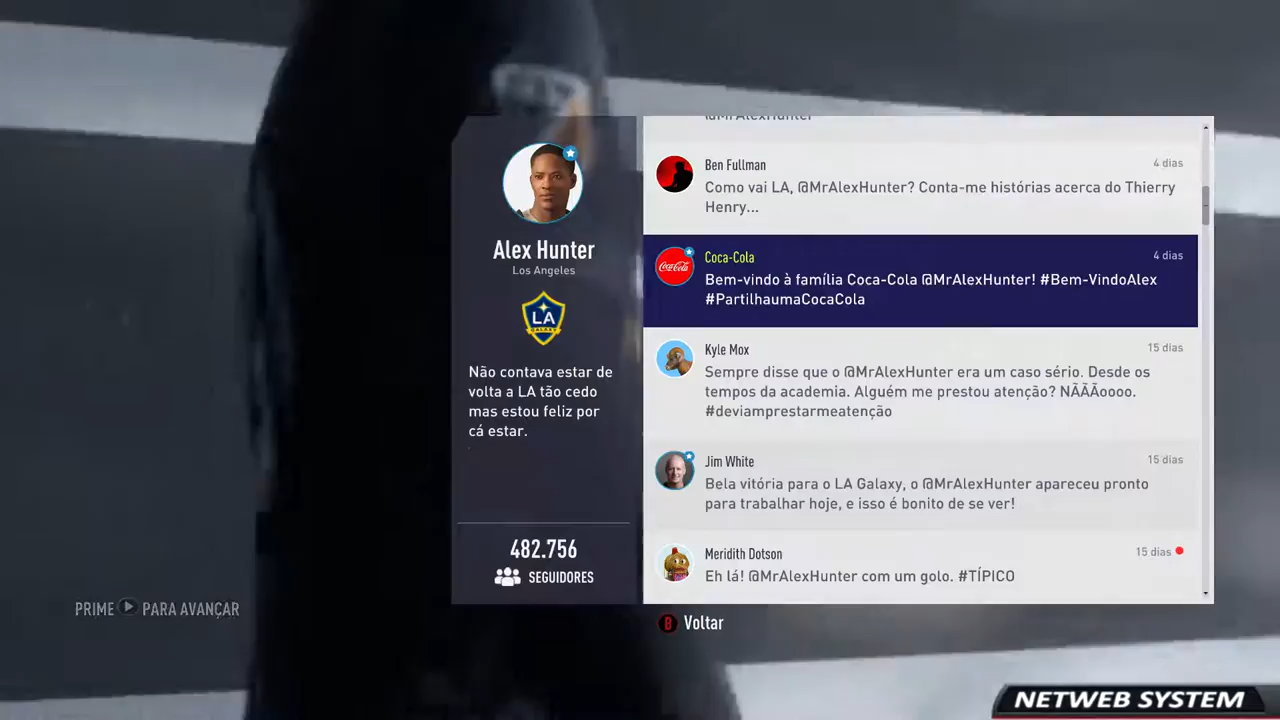 @MrAlexHunter
Ben Fullman
4 dias
Como vai LA, @MrAlexHunter? Conta-me histórias acerca do Thierry
Henry...
Coca-Cola
Coca-Cola
4 dias
Bem-vindo à família Coca-Cola @MrAlexHunter! #Bem-VindoAlex
#PartilhaumaCocaCola
Kyle Mox
15 dias
Sempre disse que o @MrAlexHunter era um caso sério. Desde os
tempos da academia. Alguém me prestou atenção? NÃÃÃoooo.
#deviamprestarmeatenção
Jim White
15 dias
Bela vitória para o LA Galaxy, o @MrAlexHunter apareceu pronto
para trabalhar hoje, e isso é bonito de se ver!
Meridith Dotson
15 dias
Eh lá! @MrAlexHunter com um golo. #TÍPICO
Alex Hunter
Los Angeles
LA
GALAXY
Não contava estar de
volta a LA tão cedo
mas estou feliz por
cá estar.
482.756
SEGUIDORES
PRIME PARA AVANÇAR
B Voltar
NETWEB SYSTEM